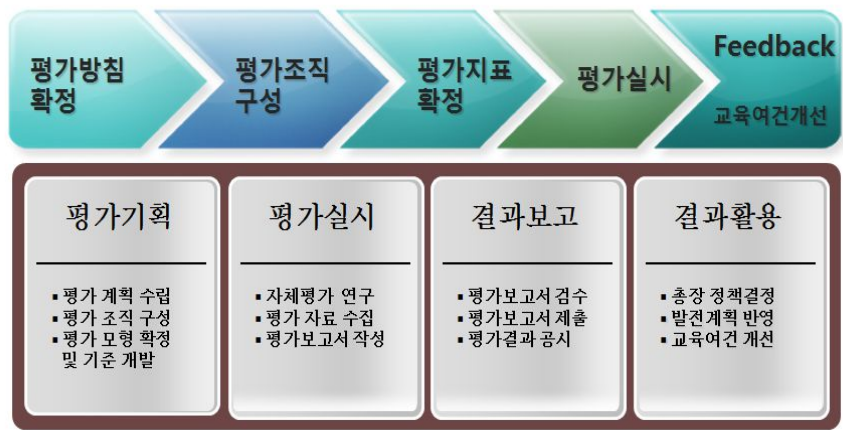 평가방침
확정
평가조직
구성
평가지표
확정
평가실시
Feedback
교육여건개선
평가기획
▪ 평가 계획 수립
▪ 평가 조직 구성
▪ 평가 모형 확정
및 기준 개발
평가실시
▪ 자체평가 연구
▪ 평가 자료 수집
▪ 평가보고서 작성
결과보고
▪ 평가보고서 검수
▪ 평가보고서 제출
▪ 평가결과 공시
결과활용
▪ 총장 정책결정
▪ 발전계획 반영
▪ 교육여건 개선